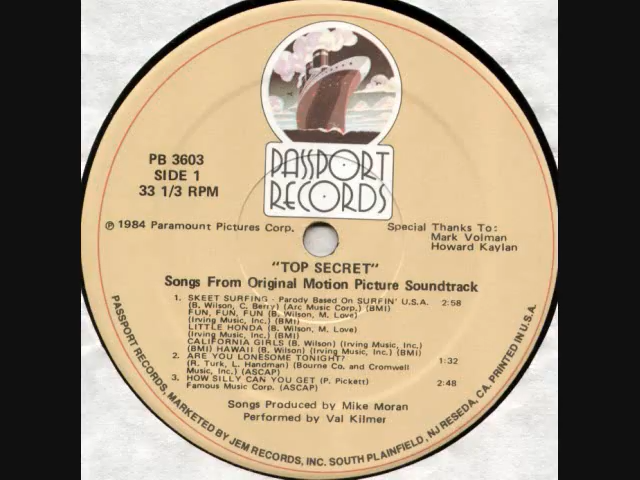 PASSPORT
RECORDS
PB 3603
SIDE 1
33 1/3 RPM
℗ 1984 Paramount Pictures Corp.
Special Thanks To:
Mark Volman
Howard Kaylan
"TOP SECRET"
Songs From Original Motion Picture Soundtrack
1. SKEET SURFING - Parody Based On SURFIN' U.S.A. 2:58
(B. Wilson, C. Berry) (Arc Music Corp.) (BMI)
FUN, FUN, FUN (B. Wilson, M. Love)
(Irving Music, Inc.) (BMI)
LITTLE HONDA (B. Wilson, M. Love)
(Irving Music, Inc.) (BMI)
CALIFORNIA GIRLS (B. Wilson) (Irving Music, Inc.)
(BMI) HAWAII (B. Wilson) (Irving Music, Inc.) (BMI)
2. ARE YOU LONESOME TONIGHT? 1:32
(R. Turk, L. Handman) (Bourne Co. and Cromwell
Music, Inc.) (ASCAP)
3. HOW SILLY CAN YOU GET (P. Pickett) 2:48
Famous Music Corp. (ASCAP)
Songs Produced by Mike Moran
Performed by Val Kilmer
PASSPORT RECORDS, MARKETED BY JEM RECORDS, INC. SOUTH PLAINFIELD, NJ RESEDA, CA. PRINTED IN U.S.A.